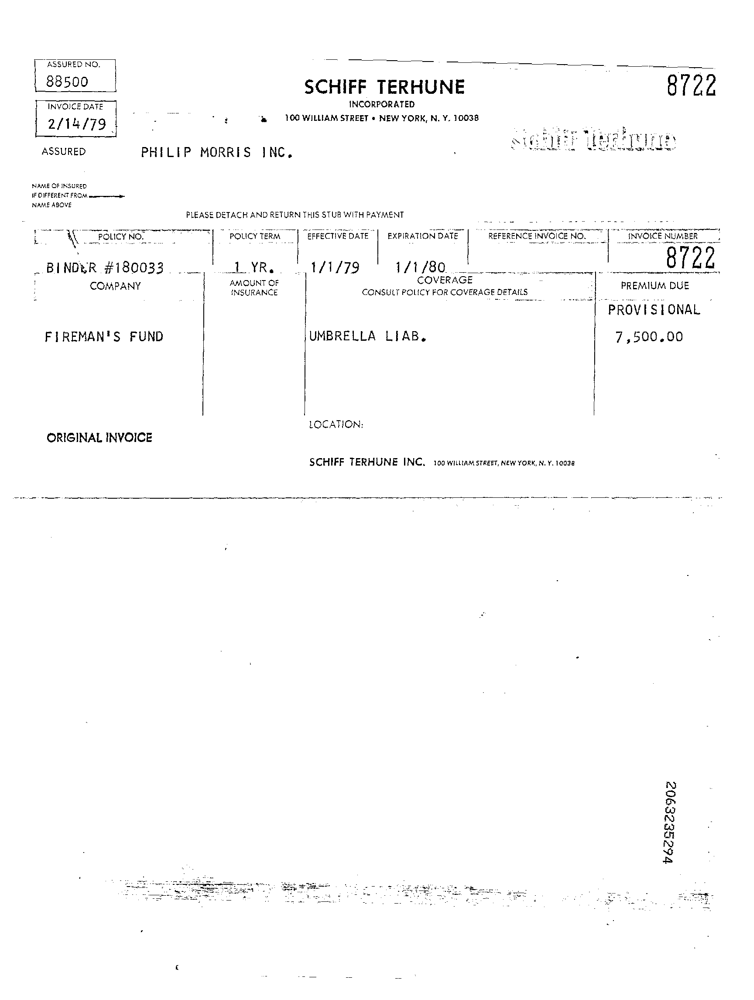 ASSURED NO.
88500
SCHIFF TERHUNE
8722
INCORPORATED
INVOICE DATE
2/14/79
100 WILLIAM STREET • NEW YORK, N. Y. 10038
Schiff Terhune
ASSURED PHILIP MORRIS INC.
NAME OF INSURED
IF DIFFERENT FROM
NAME ABOVE
PLEASE DETACH AND RETURN THIS STUB WITH PAYMENT
POLICY NO. POLICY TERM EFFECTIVE DATE EXPIRATION DATE REFERENCE INVOICE NO. INVOICE NUMBER
BINDER #180033 1 YR. 1/1/79 1/1/80 8722
COMPANY AMOUNT OF INSURANCE COVERAGE PREMIUM DUE
CONSULT POLICY FOR COVERAGE DETAILS
PROVISIONAL
FIREMAN'S FUND UMBRELLA LIAB. 7,500.00
LOCATION:
ORIGINAL INVOICE
SCHIFF TERHUNE INC. 100 WILLIAM STREET, NEW YORK, N. Y. 10038
2063235294